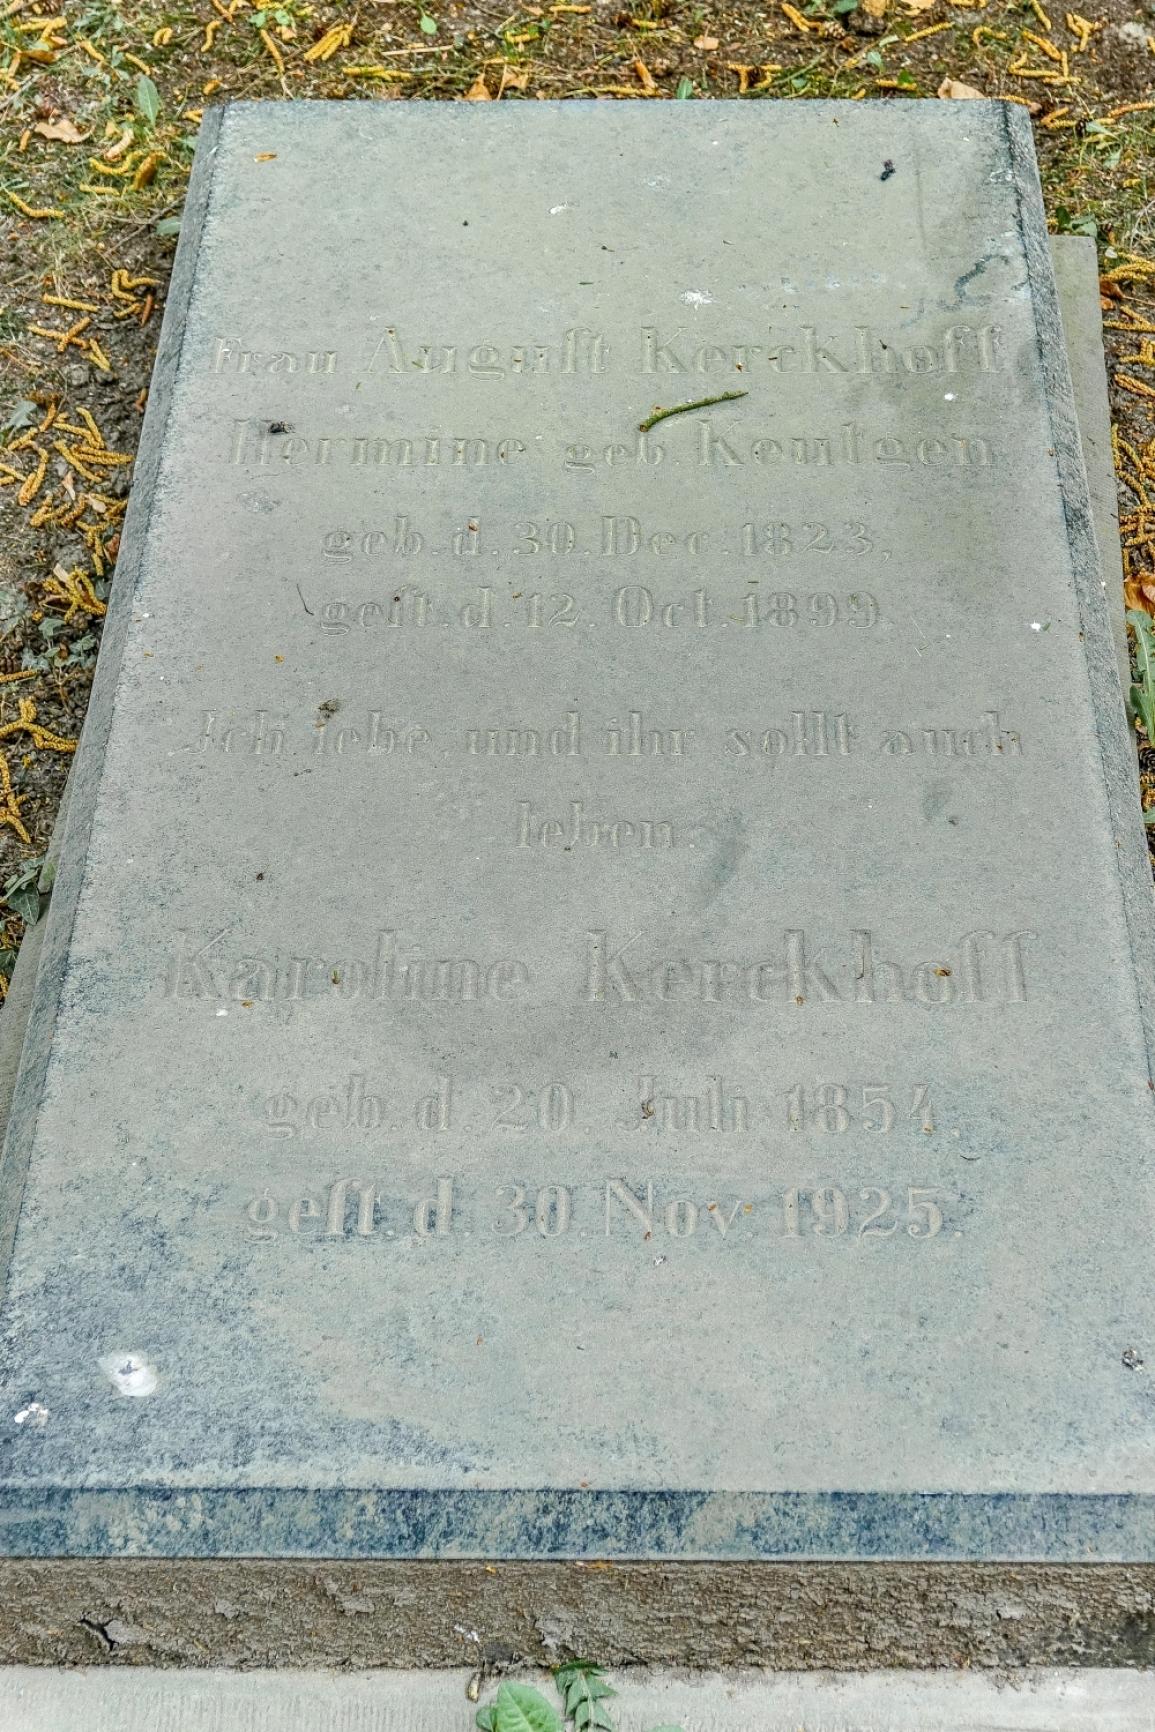 Frau Auguſt Kerckhoff
Hermine geb. Keutgen
geb. d. 30. Dec. 1823,
geſt. d. 12. Oct. 1899.
Ich lebe und ihr sollt auch
leben.
Karoline Kerckhoff
geb. d. 20. Juli 1854,
geſt. d. 30. Nov. 1925.